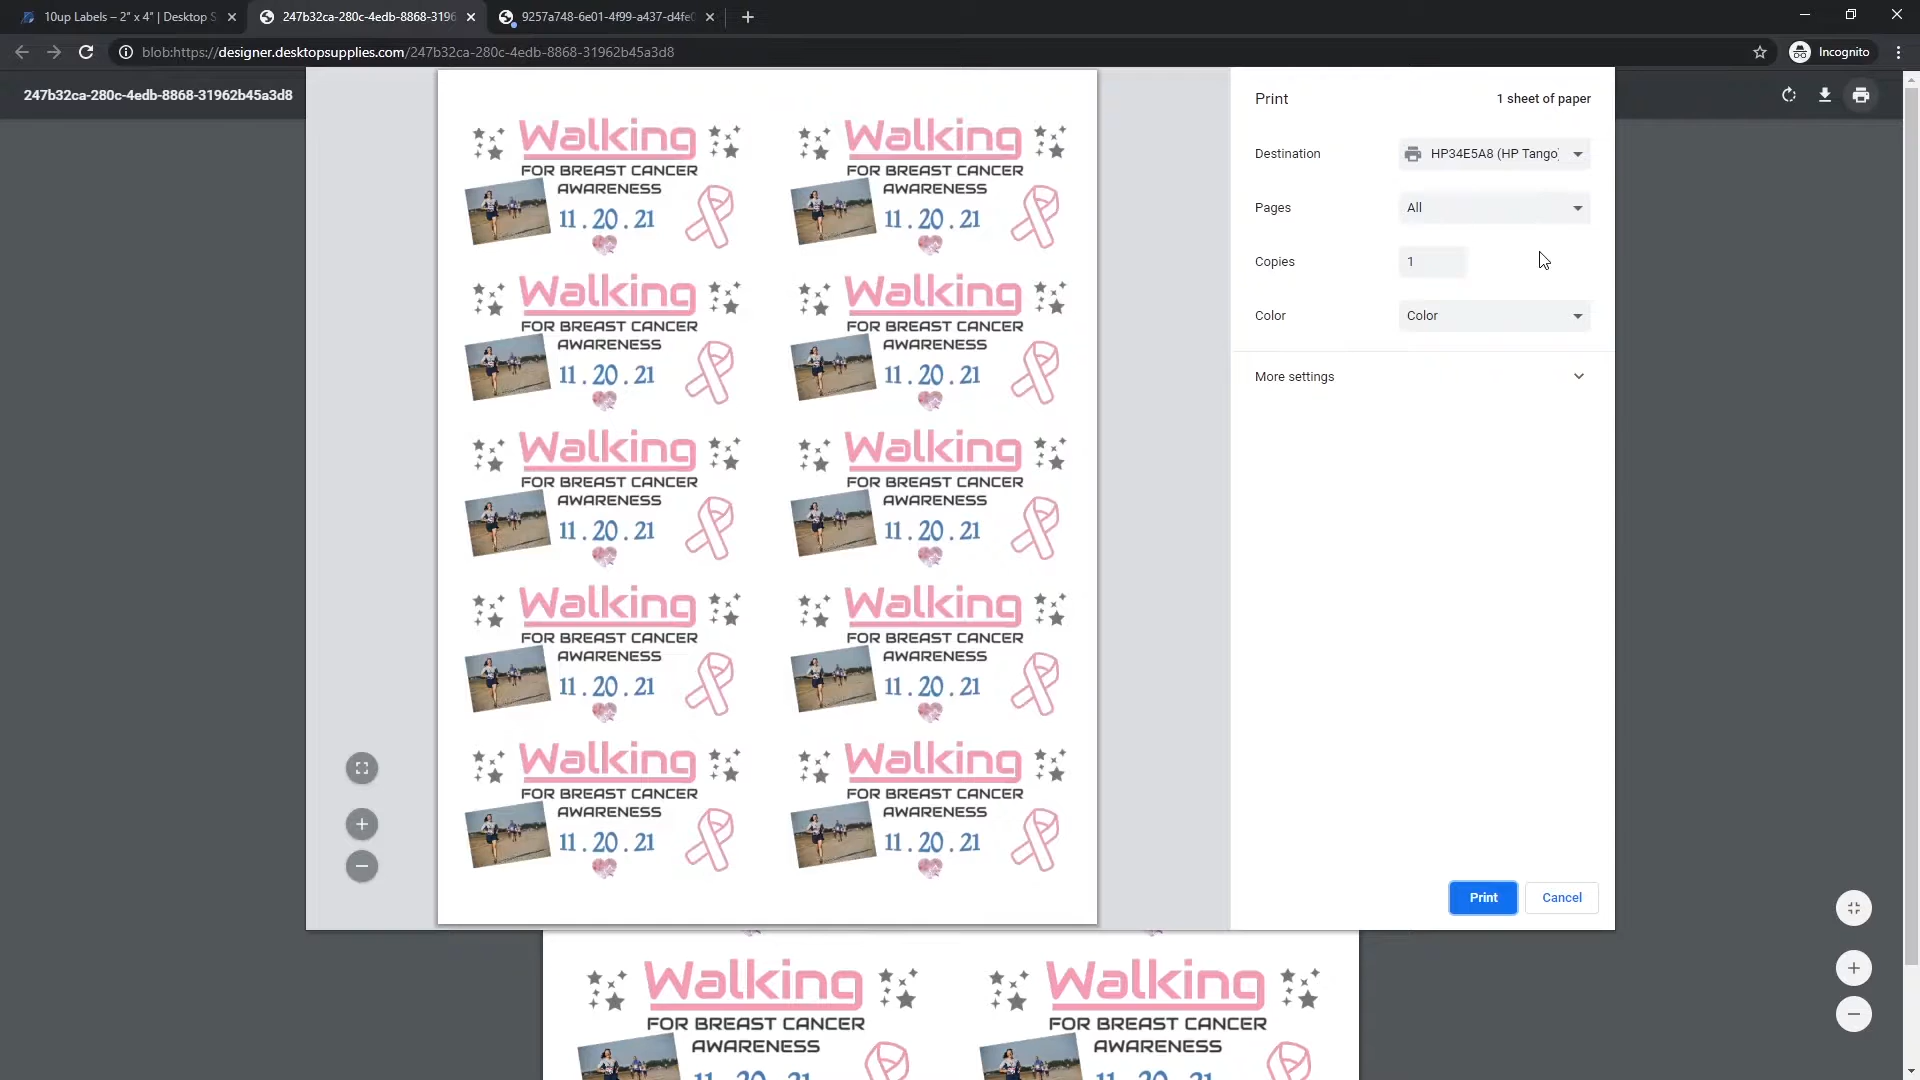 10up Labels – 2" x 4" | Desktop S
247b32ca-280c-4edb-8868-3196
9257a748-6e01-4f99-a437-d4fe0
blob:https://designer.desktopsupplies.com/247b32ca-280c-4edb-8868-31962b45a3d8
Incognito
247b32ca-280c-4edb-8868-31962b45a3d8
Walking Walking
FOR BREAST CANCER FOR BREAST CANCER
AWARENESS AWARENESS
11.20.21 11.20.21
Walking Walking
FOR BREAST CANCER FOR BREAST CANCER
AWARENESS AWARENESS
11.20.21 11.20.21
Walking Walking
FOR BREAST CANCER FOR BREAST CANCER
AWARENESS AWARENESS
11.20.21 11.20.21
Walking Walking
FOR BREAST CANCER FOR BREAST CANCER
AWARENESS AWARENESS
11.20.21 11.20.21
Walking Walking
FOR BREAST CANCER FOR BREAST CANCER
AWARENESS AWARENESS
11.20.21 11.20.21
Print 1 sheet of paper
Destination HP34E5A8 (HP Tango)
Pages All
Copies 1
Color Color
More settings
Print Cancel
Walking Walking
FOR BREAST CANCER FOR BREAST CANCER
AWARENESS AWARENESS
11.20.21 11.20.21